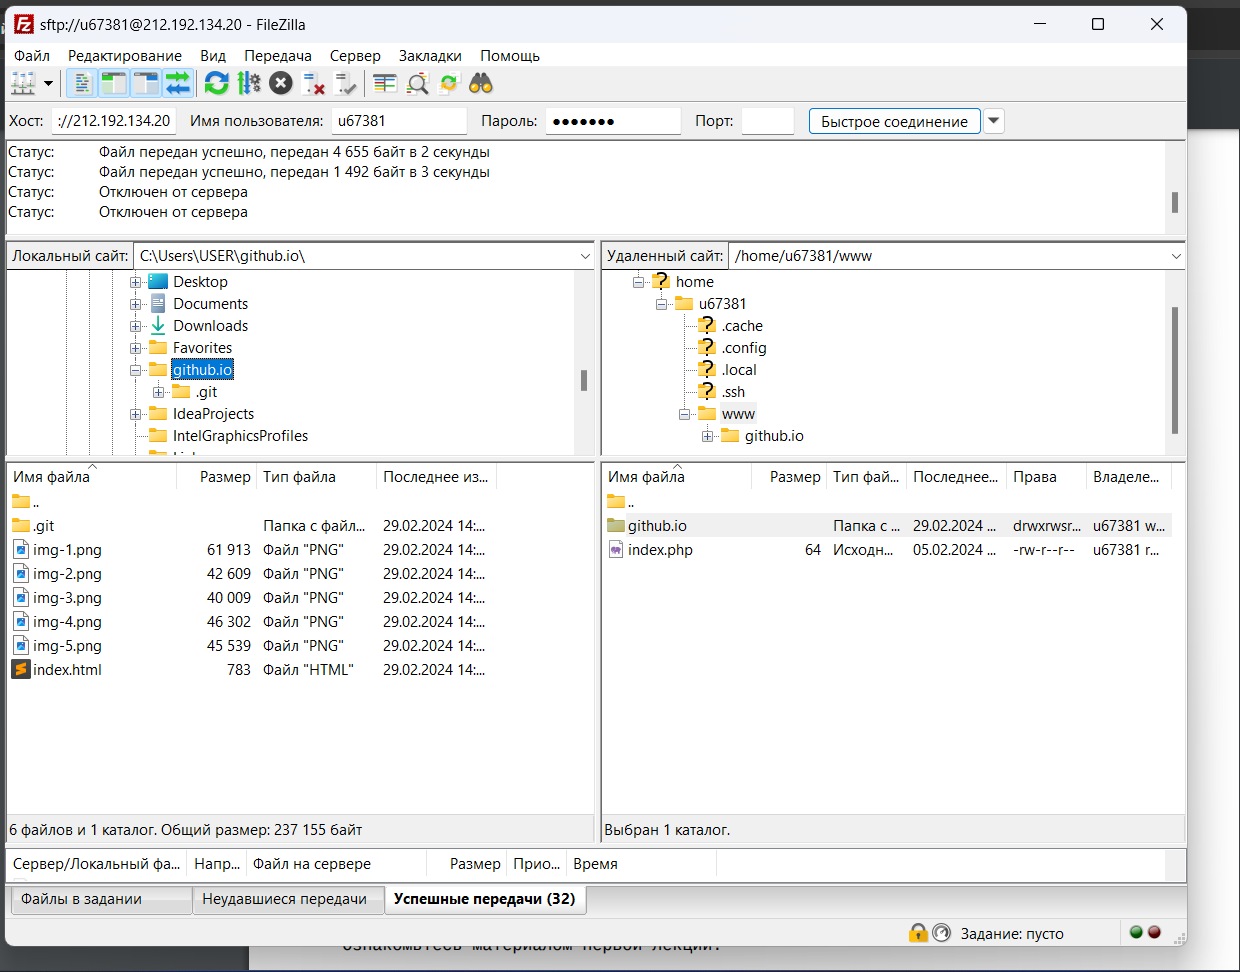 sftp://u67381@212.192.134.20 - FileZilla
Файл Редактирование Вид Передача Сервер Закладки Помощь
Хост: ://212.192.134.20 Имя пользователя: u67381 Пароль: ●●●●●●● Порт: Быстрое соединение
Статус: Файл передан успешно, передан 4 655 байт в 2 секунды
Статус: Файл передан успешно, передан 1 492 байт в 3 секунды
Статус: Отключен от сервера
Статус: Отключен от сервера
Локальный сайт: C:\Users\USER\github.io\
Desktop
Documents
Downloads
Favorites
github.io
.git
IdeaProjects
IntelGraphicsProfiles
Удаленный сайт: /home/u67381/www
home
u67381
.cache
.config
.local
.ssh
www
github.io
Имя файла Размер Тип файла Последнее из...
..
.git Папка с файл... 29.02.2024 14:...
img-1.png 61 913 Файл "PNG" 29.02.2024 14:...
img-2.png 42 609 Файл "PNG" 29.02.2024 14:...
img-3.png 40 009 Файл "PNG" 29.02.2024 14:...
img-4.png 46 302 Файл "PNG" 29.02.2024 14:...
img-5.png 45 539 Файл "PNG" 29.02.2024 14:...
index.html 783 Файл "HTML" 29.02.2024 14:...
6 файлов и 1 каталог. Общий размер: 237 155 байт
Имя файла Размер Тип фай... Последнее... Права Владеле...
..
github.io Папка с ... 29.02.2024 ... drwxrwsr... u67381 w...
index.php 64 Исходн... 05.02.2024 ... -rw-r--r-- u67381 r...
Выбран 1 каталог.
Сервер/Локальный фа... Напр... Файл на сервере Размер Прио... Время
Файлы в задании Неудавшиеся передачи Успешные передачи (32)
Задание: пусто
ознакомьтесь материалом первой лекции.